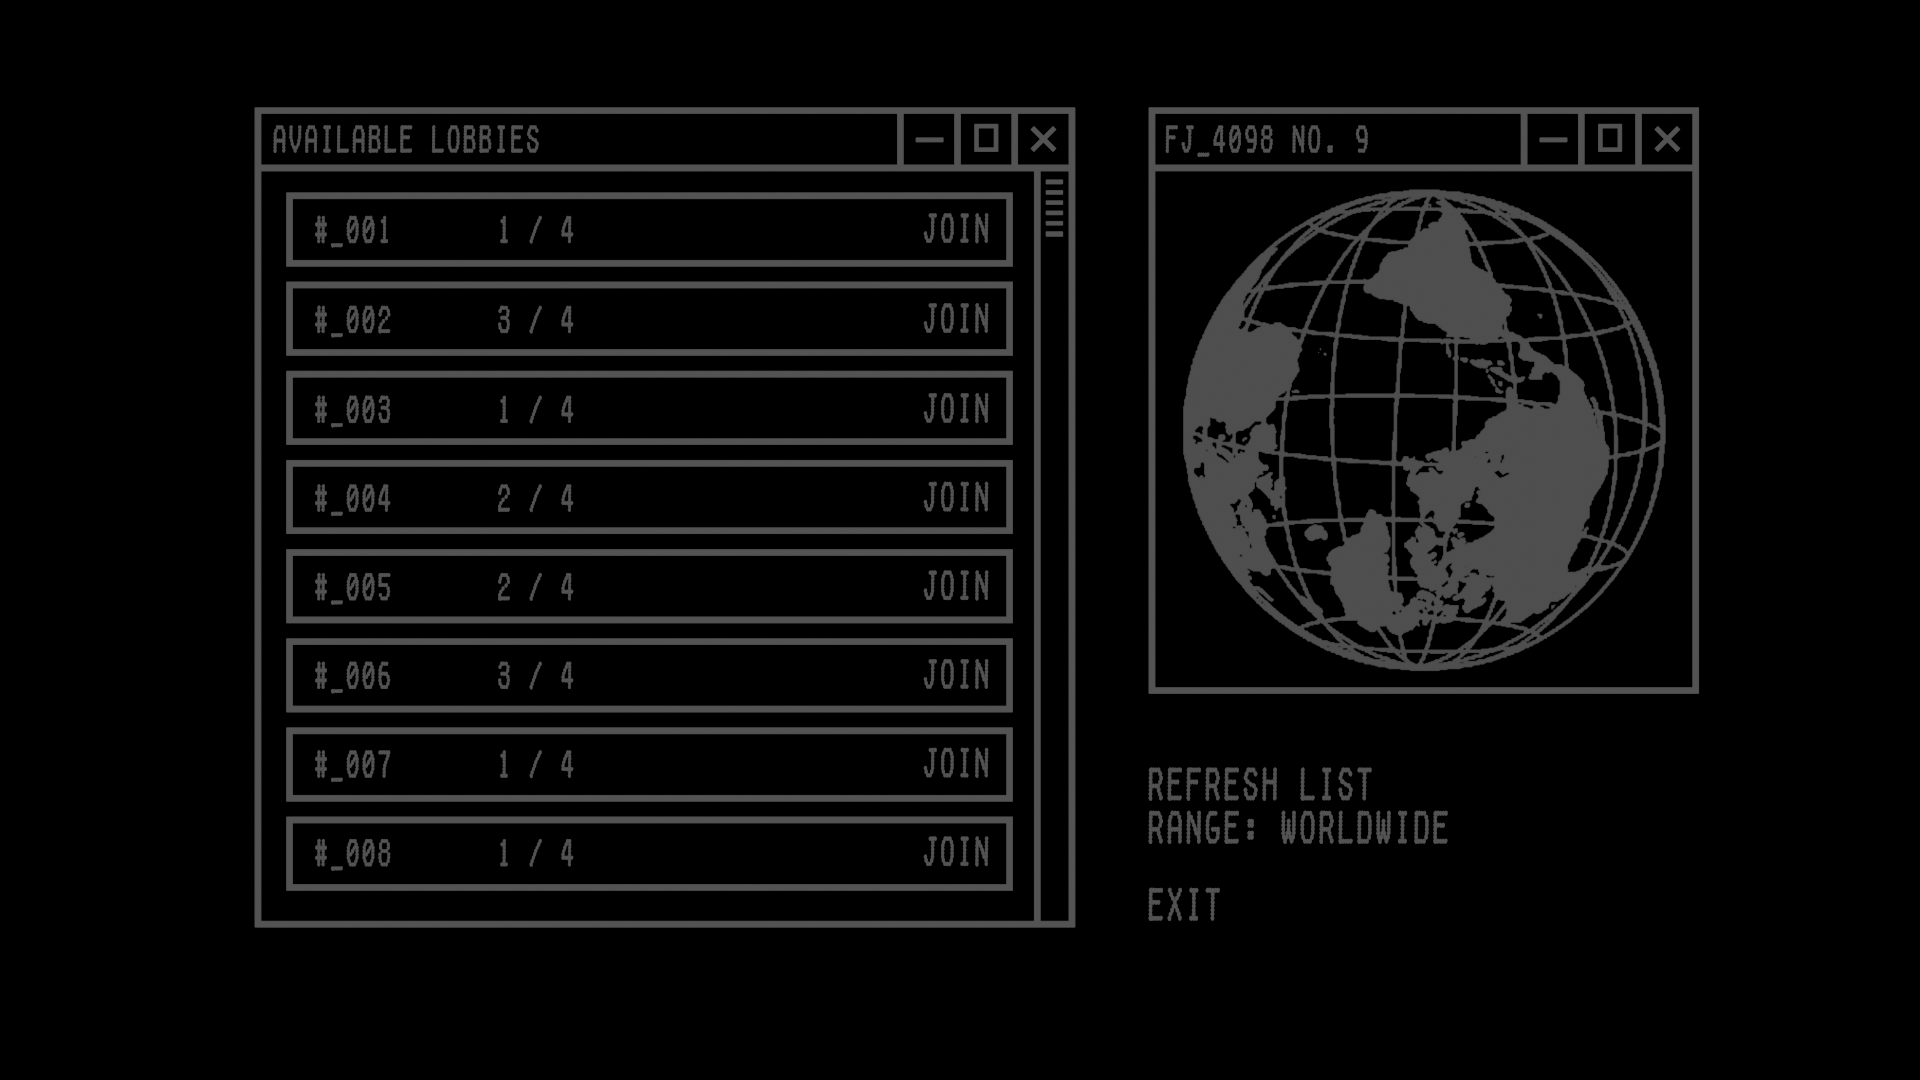 AVAILABLE LOBBIES
#_001 1 / 4 JOIN
#_002 3 / 4 JOIN
#_003 1 / 4 JOIN
#_004 2 / 4 JOIN
#_005 2 / 4 JOIN
#_006 3 / 4 JOIN
#_007 1 / 4 JOIN
#_008 1 / 4 JOIN
FJ_4098 NO. 9
REFRESH LIST
RANGE: WORLDWIDE
EXIT